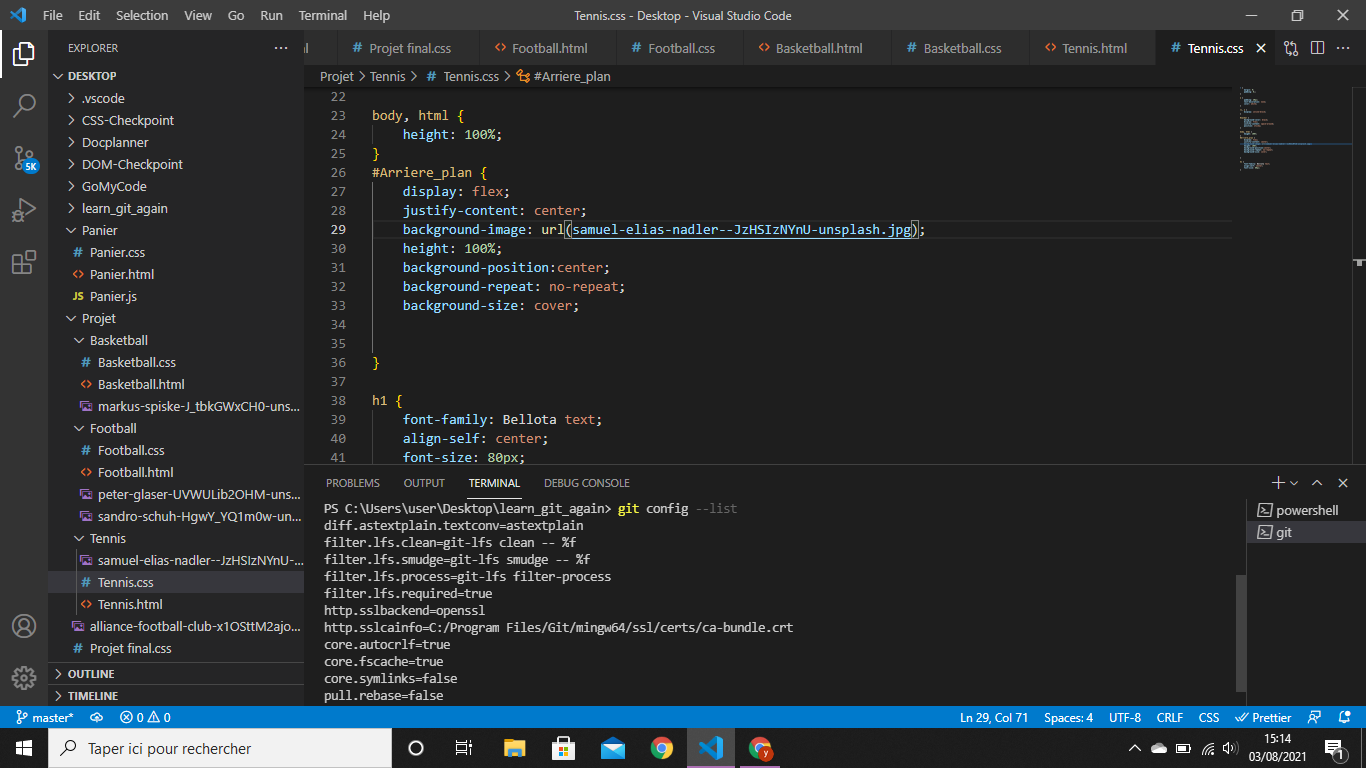 File Edit Selection View Go Run Terminal Help Tennis.css - Desktop - Visual Studio Code
EXPLORER
Projet final.css Football.html Football.css Basketball.html Basketball.css Tennis.html Tennis.css
Projet > Tennis > Tennis.css > #Arriere_plan
DESKTOP
.vscode
CSS-Checkpoint
Docplanner
DOM-Checkpoint
GoMyCode
learn_git_again
Panier
Panier.css
Panier.html
JS Panier.js
Projet
Basketball
Basketball.css
Basketball.html
markus-spiske-J_tbkGWxCH0-uns...
Football
Football.css
Football.html
peter-glaser-UVWULib2OHM-uns...
sandro-schuh-HgwY_YQ1m0w-un...
Tennis
samuel-elias-nadler--JzHSIzNYnU-...
Tennis.css
Tennis.html
alliance-football-club-x1OSttM2ajo...
Projet final.css
OUTLINE
TIMELINE
5K
22
23 body, html {
24 height: 100%;
25 }
26 #Arriere_plan {
27 display: flex;
28 justify-content: center;
29 background-image: url(samuel-elias-nadler--JzHSIzNYnU-unsplash.jpg);
30 height: 100%;
31 background-position:center;
32 background-repeat: no-repeat;
33 background-size: cover;
34
35
36 }
37
38 h1 {
39 font-family: Bellota text;
40 align-self: center;
41 font-size: 80px;
PROBLEMS OUTPUT TERMINAL DEBUG CONSOLE
PS C:\Users\user\Desktop\learn_git_again> git config --list
diff.astextplain.textconv=astextplain
filter.lfs.clean=git-lfs clean -- %f
filter.lfs.smudge=git-lfs smudge -- %f
filter.lfs.process=git-lfs filter-process
filter.lfs.required=true
http.sslbackend=openssl
http.sslcainfo=C:/Program Files/Git/mingw64/ssl/certs/ca-bundle.crt
core.autocrlf=true
core.fscache=true
core.symlinks=false
pull.rebase=false
powershell
git
master* 0 0 Ln 29, Col 71 Spaces: 4 UTF-8 CRLF CSS Prettier
Taper ici pour rechercher
15:14
03/08/2021
1